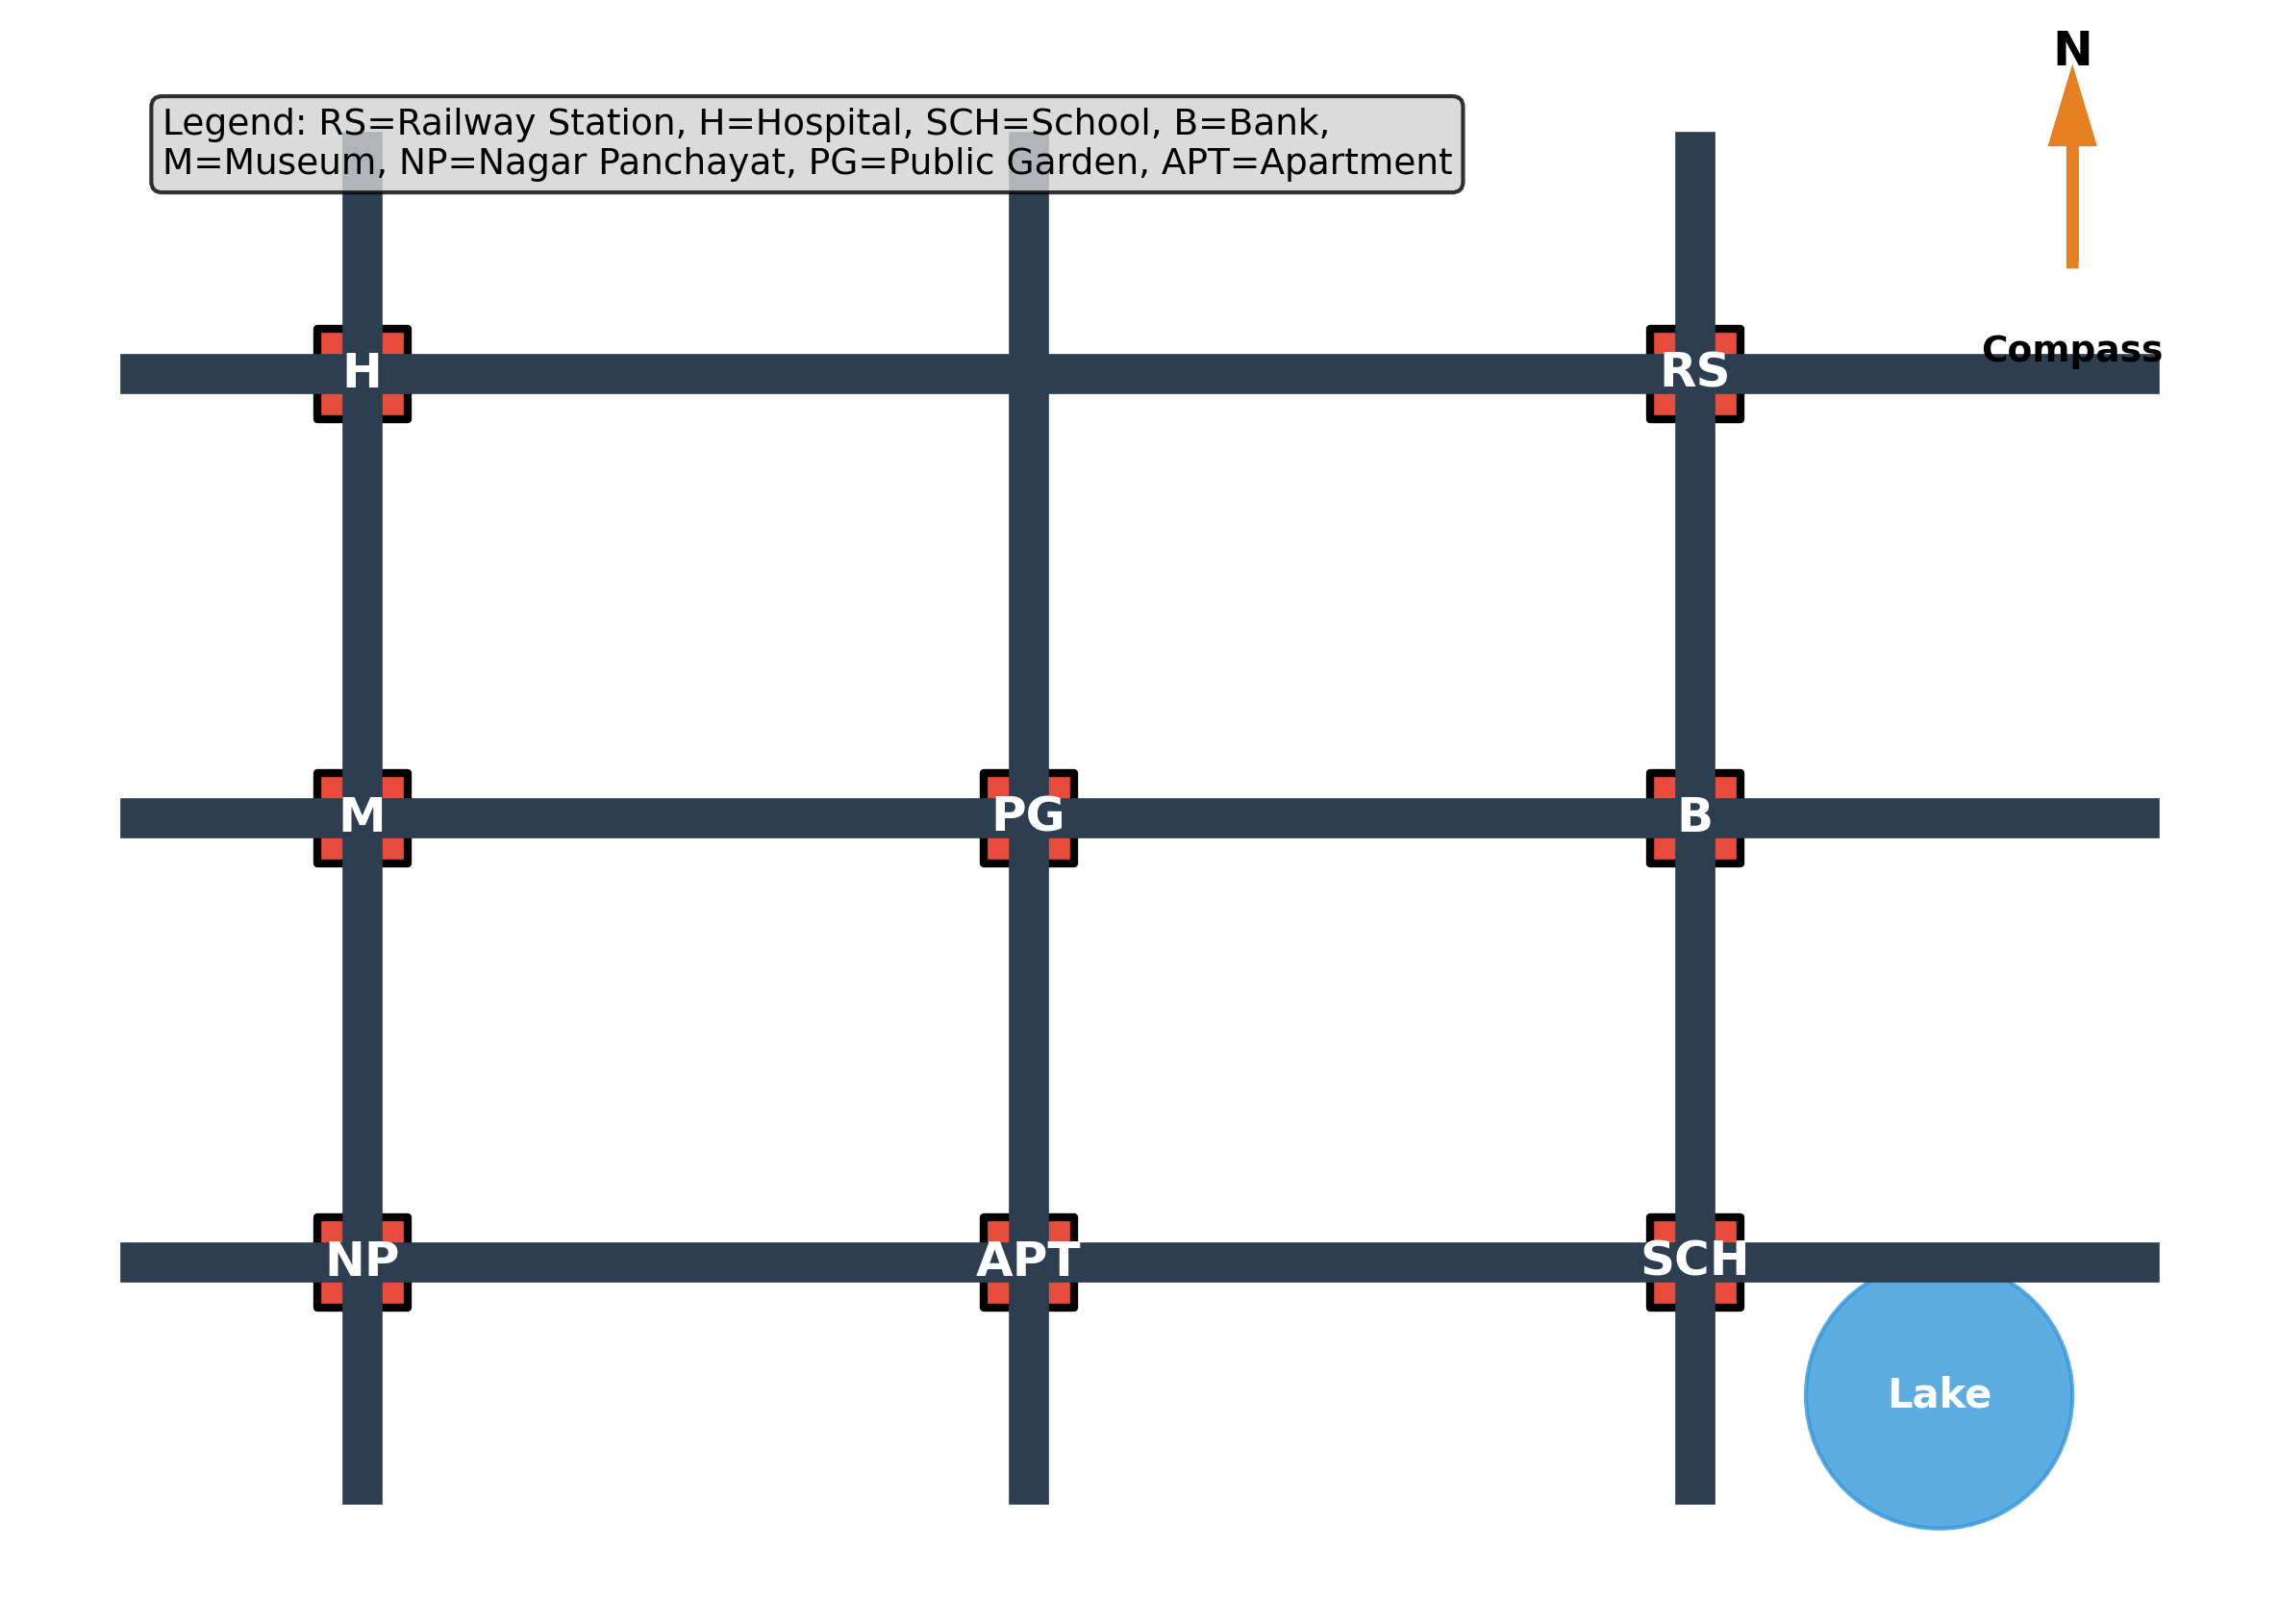 N
Legend: RS=Railway Station, H=Hospital, SCH=School, B=Bank,
M=Museum, NP=Nagar Panchayat, PG=Public Garden, APT=Apartment
Compass
H
RS
M
PG
B
NP
APT
SCH
Lake